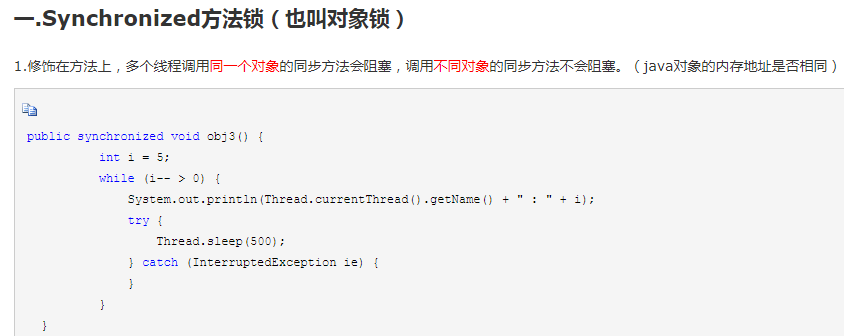 一.Synchronized方法锁（也叫对象锁）
1.修饰在方法上，多个线程调用同一个对象的同步方法会阻塞，调用不同对象的同步方法不会阻塞。（java对象的内存地址是否相同）
public synchronized void obj3() {
int i = 5;
while (i-- > 0) {
System.out.println(Thread.currentThread().getName() + " : " + i);
try {
Thread.sleep(500);
} catch (InterruptedException ie) {
}
}
}